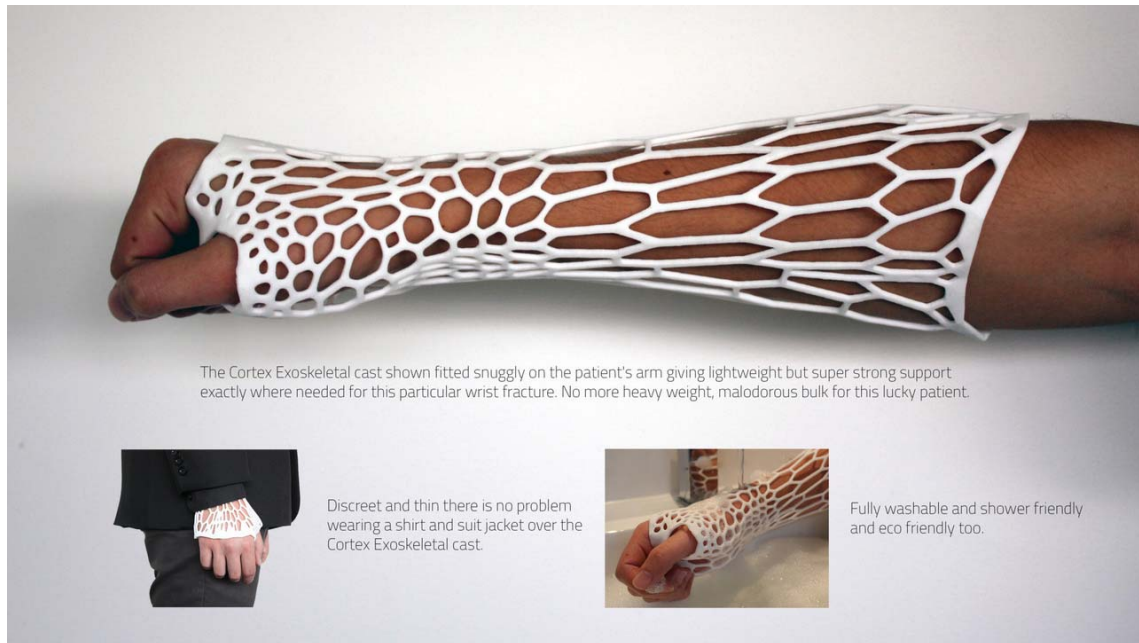 The Cortex Exoskeletal cast shown fitted snuggly on the patient's arm giving lightweight but super strong support
exactly where needed for this particular wrist fracture. No more heavy weight, malodorous bulk for this lucky patient.
Discreet and thin there is no problem
wearing a shirt and suit jacket over the
Cortex Exoskeletal cast.
Fully washable and shower friendly
and eco friendly too.